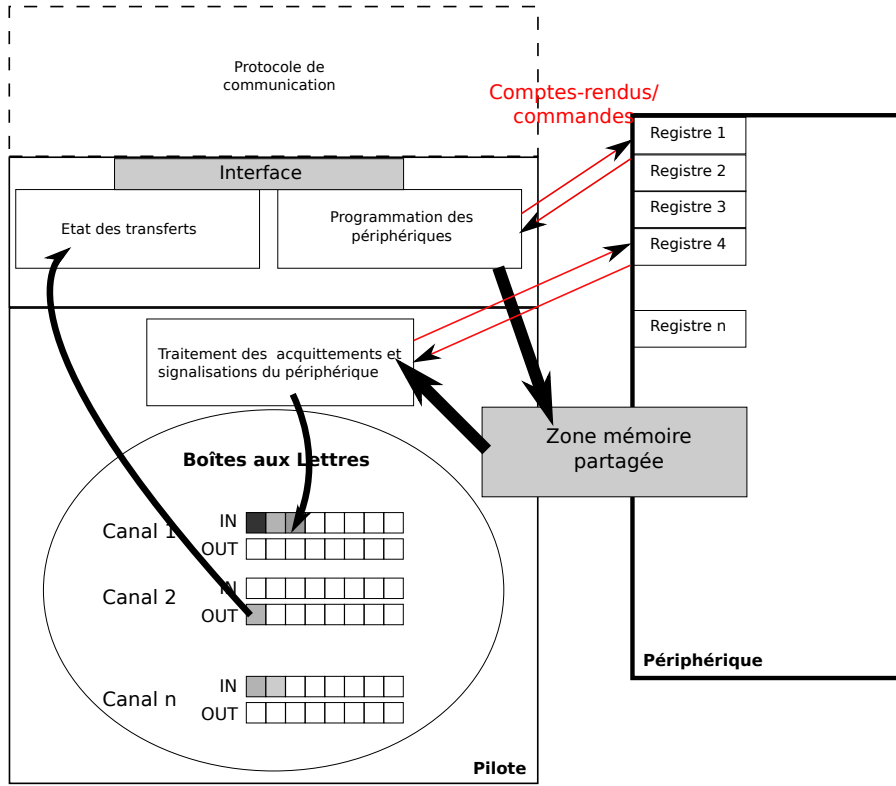 Protocole de
communication
Comptes-rendus/
commandes
Interface
Etat des transferts
Programmation des
périphériques
Registre 1
Registre 2
Registre 3
Registre 4
Registre n
Traitement des acquittements et
signalisations du périphérique
Zone mémoire
partagée
Boîtes aux Lettres
Canal 1
IN
OUT
Canal 2
IN
OUT
Canal n
IN
OUT
Périphérique
Pilote